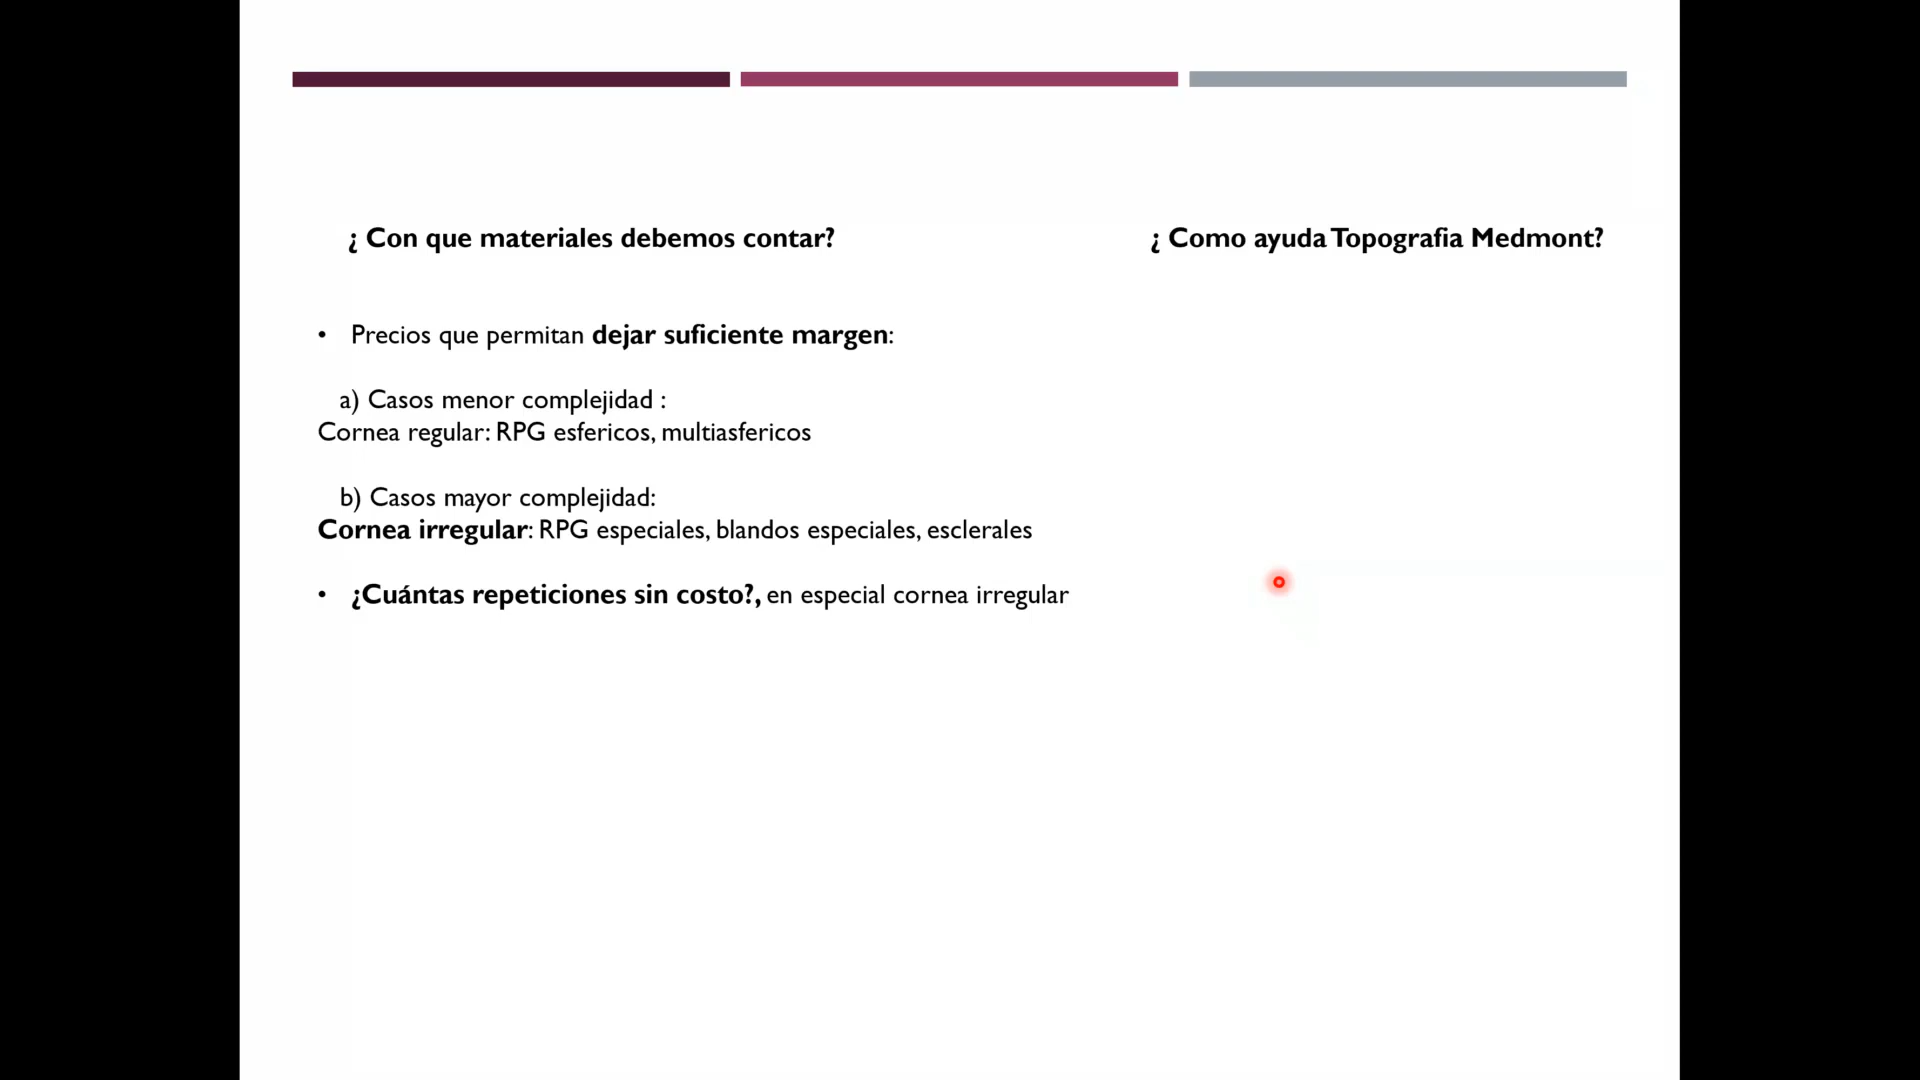 ¿ Con que materiales debemos contar?
¿ Como ayuda Topografia Medmont?
• Precios que permitan dejar suficiente margen:
a) Casos menor complejidad :
Cornea regular: RPG esfericos, multiasfericos
b) Casos mayor complejidad:
Cornea irregular: RPG especiales, blandos especiales, esclerales
• ¿Cuántas repeticiones sin costo?, en especial cornea irregular